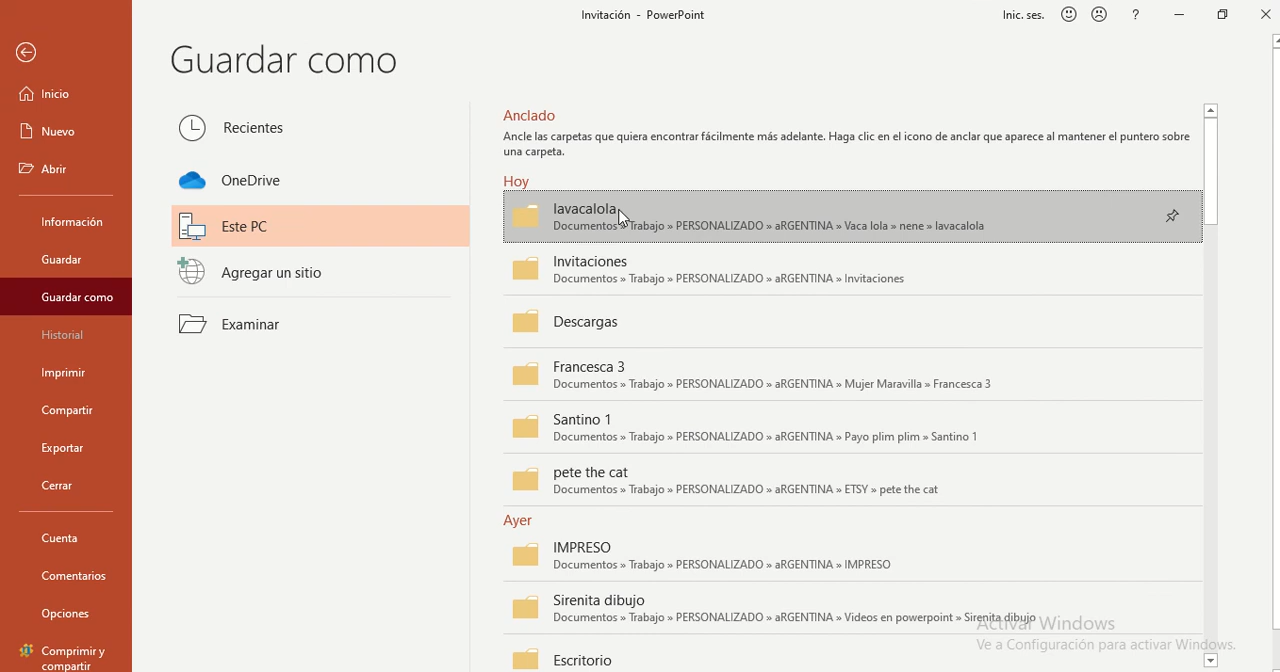 Invitación - PowerPoint
Inic. ses.
?
Guardar como
Inicio
Nuevo
Abrir
Información
Guardar
Guardar como
Historial
Imprimir
Compartir
Exportar
Cerrar
Cuenta
Comentarios
Opciones
Comprimir y
compartir
Recientes
OneDrive
Este PC
Agregar un sitio
Examinar
Anclado
Ancle las carpetas que quiera encontrar fácilmente más adelante. Haga clic en el icono de anclar que aparece al mantener el puntero sobre
una carpeta.
Hoy
lavacalola
Documentos » Trabajo » PERSONALIZADO » aRGENTINA » Vaca lola » nene » lavacalola
Invitaciones
Documentos » Trabajo » PERSONALIZADO » aRGENTINA » Invitaciones
Descargas
Francesca 3
Documentos » Trabajo » PERSONALIZADO » aRGENTINA » Mujer Maravilla » Francesca 3
Santino 1
Documentos » Trabajo » PERSONALIZADO » aRGENTINA » Payo plim plim » Santino 1
pete the cat
Documentos » Trabajo » PERSONALIZADO » aRGENTINA » ETSY » pete the cat
Ayer
IMPRESO
Documentos » Trabajo » PERSONALIZADO » aRGENTINA » IMPRESO
Sirenita dibujo
Documentos » Trabajo » PERSONALIZADO » aRGENTINA » Videos en powerpoint » Sirenita dibujo
Escritorio
Activar Windows
Ve a Configuración para activar Windows.